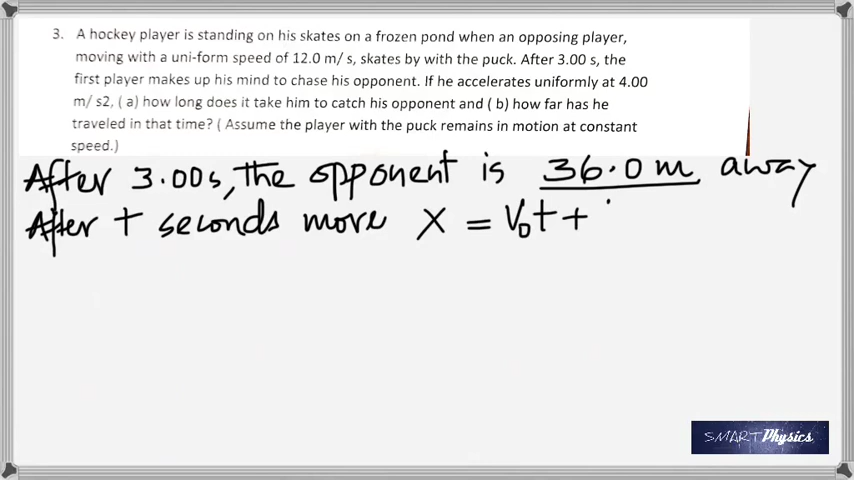 3. A hockey player is standing on his skates on a frozen pond when an opposing player,
moving with a uni-form speed of 12.0 m/ s, skates by with the puck. After 3.00 s, the
first player makes up his mind to chase his opponent. If he accelerates uniformly at 4.00
m/ s2, ( a) how long does it take him to catch his opponent and ( b) how far has he
traveled in that time? ( Assume the player with the puck remains in motion at constant
speed.)
After 3.00s, the opponent is 36.0 m away
After t seconds more X = V₀t +
SMARTPhysics